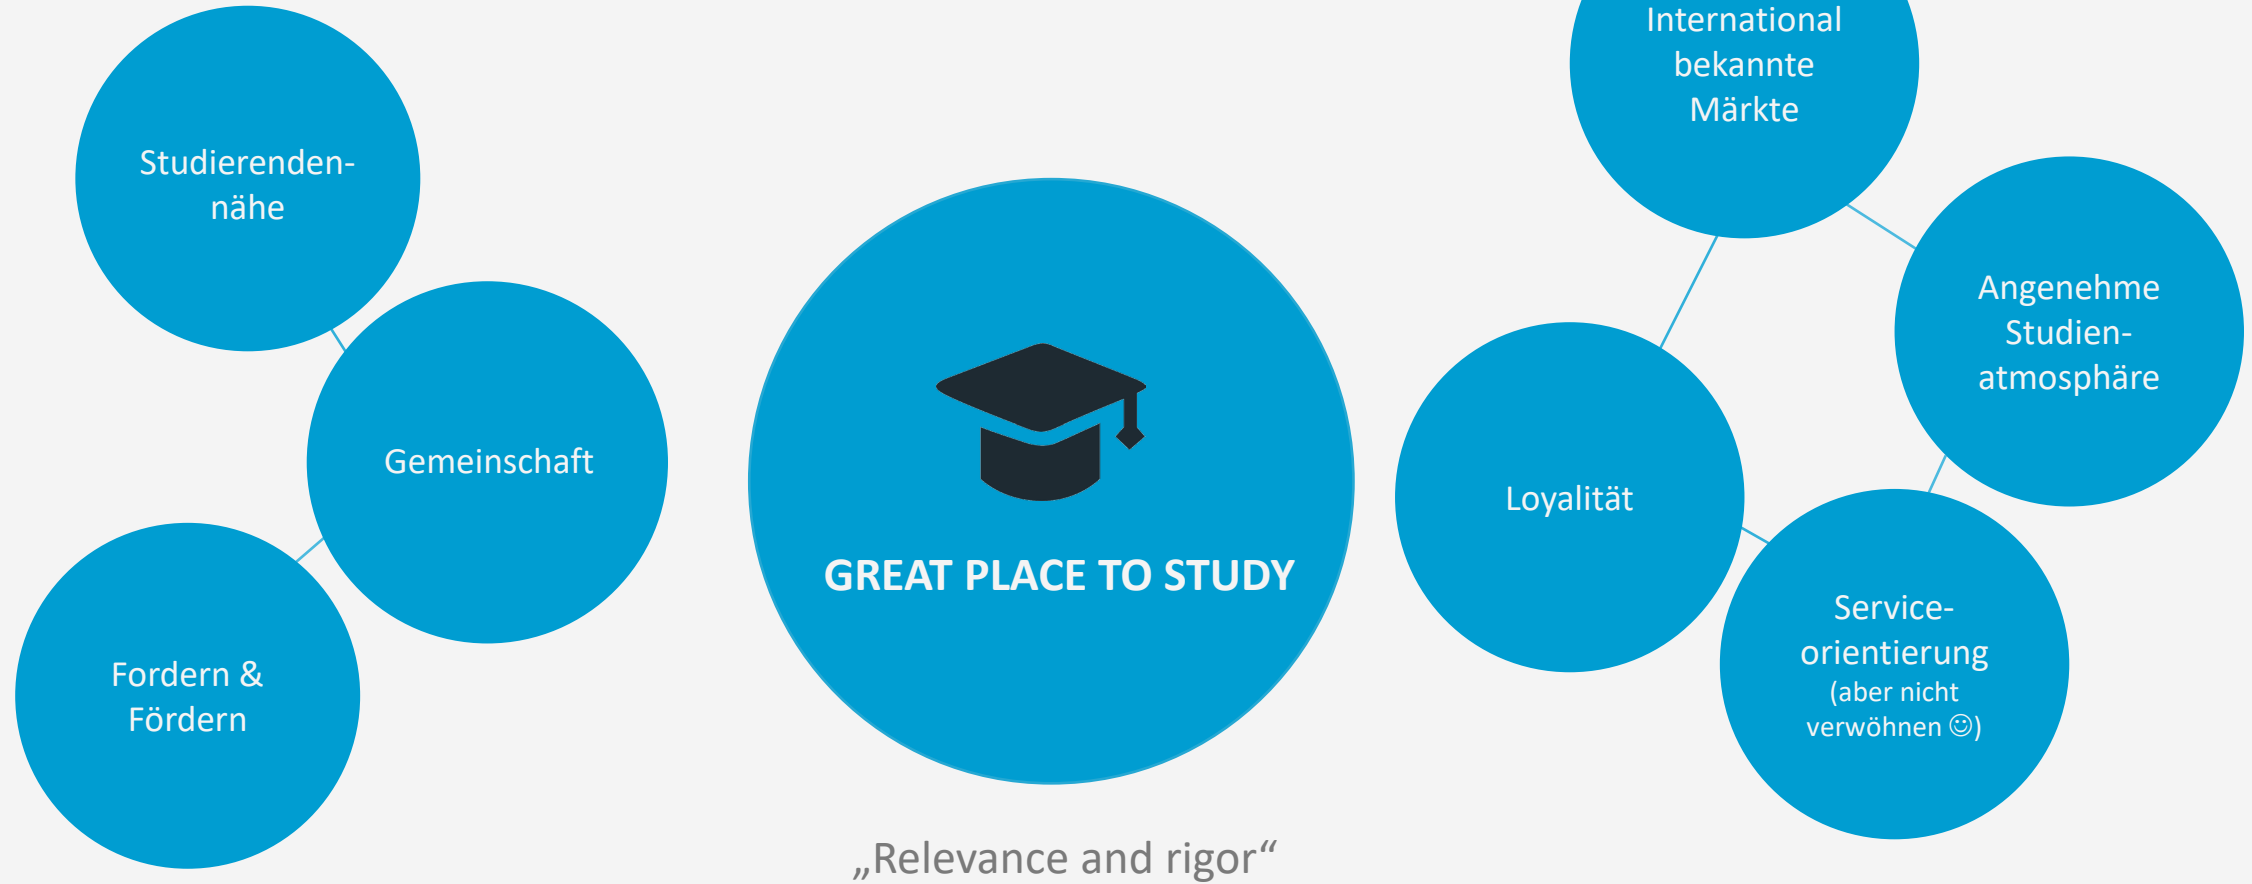 Studierenden-
nähe
Gemeinschaft
Fordern &
Fördern
GREAT PLACE TO STUDY
„Relevance and rigor“
International
bekannte
Märkte
Angenehme
Studien-
atmosphäre
Loyalität
Service-
orientierung
(aber nicht
verwöhnen ☺)